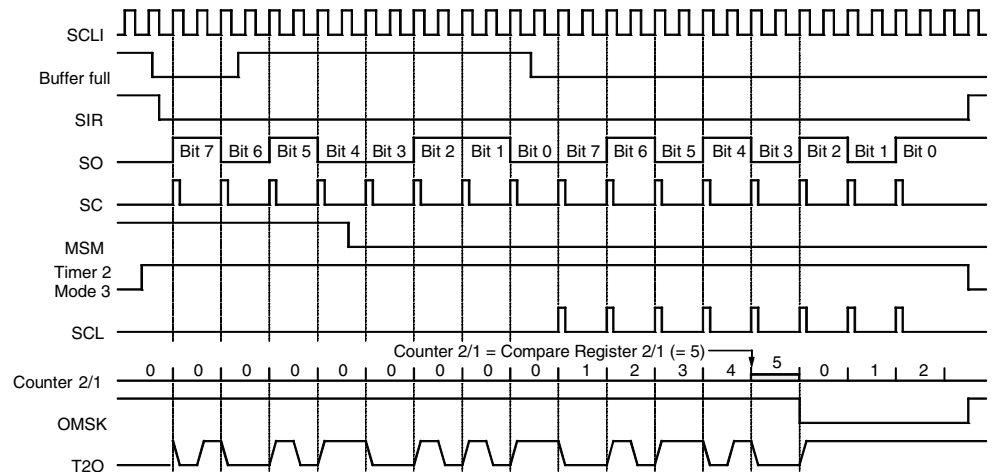 SCLI
Buffer full
SIR
SO
Bit 7 Bit 6 Bit 5 Bit 4 Bit 3 Bit 2 Bit 1 Bit 0 Bit 7 Bit 6 Bit 5 Bit 4 Bit 3 Bit 2 Bit 1 Bit 0
SC
MSM
Timer 2
Mode 3
SCL
Counter 2/1 = Compare Register 2/1 (= 5)
Counter 2/1
0 0 0 0 0 0 0 0 0 1 2 3 4 5 0 1 2
OMSK
T2O